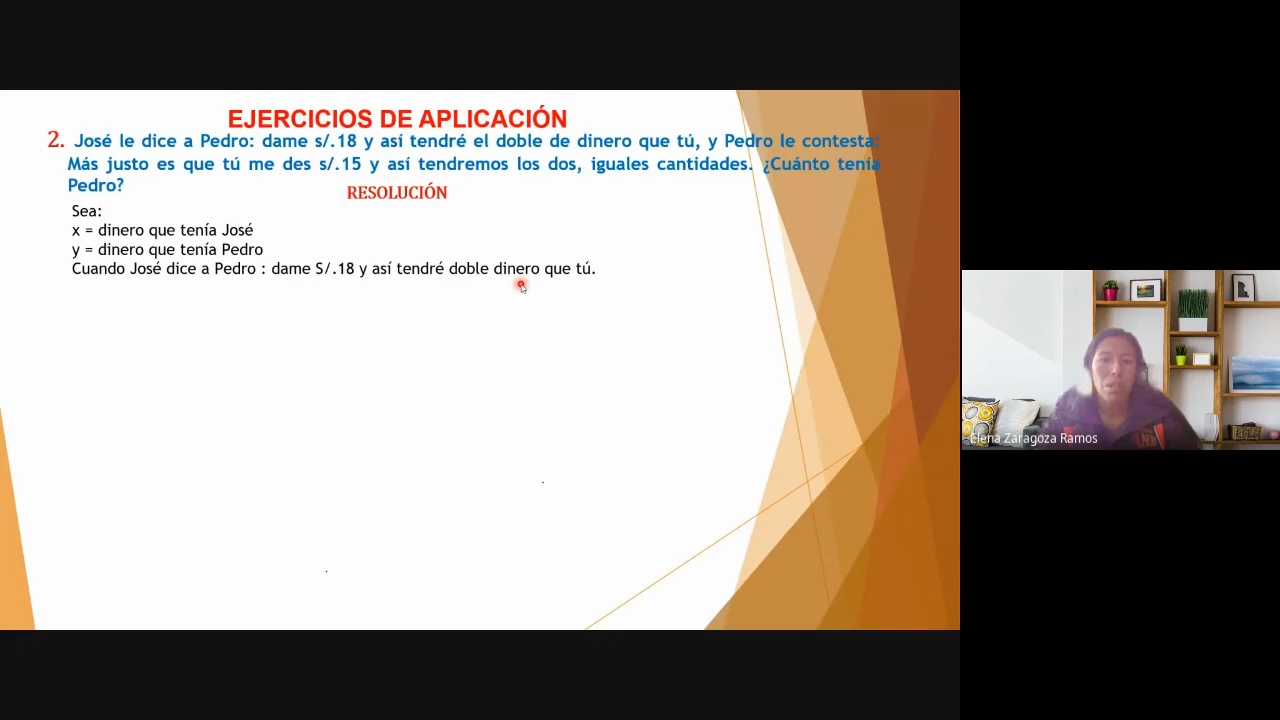 EJERCICIOS DE APLICACIÓN
2. José le dice a Pedro: dame s/.18 y así tendré el doble de dinero que tú, y Pedro le contesta:
Más justo es que tú me des s/.15 y así tendremos los dos, iguales cantidades. ¿Cuánto tenía
Pedro?
RESOLUCIÓN
Sea:
x = dinero que tenía José
y = dinero que tenía Pedro
Cuando José dice a Pedro : dame S/.18 y así tendré doble dinero que tú.
Elena Zaragoza Ramos